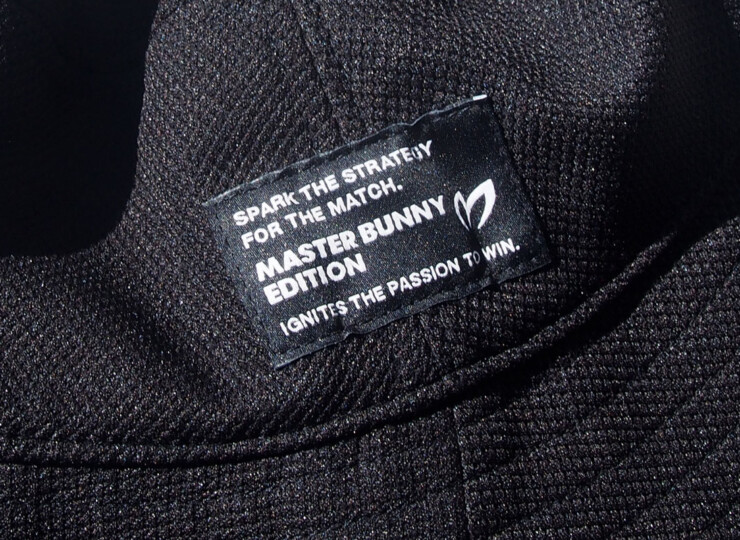 SPARK THE STRATEGY
FOR THE MATCH.
MASTER BUNNY
EDITION
IGNITES THE PASSION TO WIN.